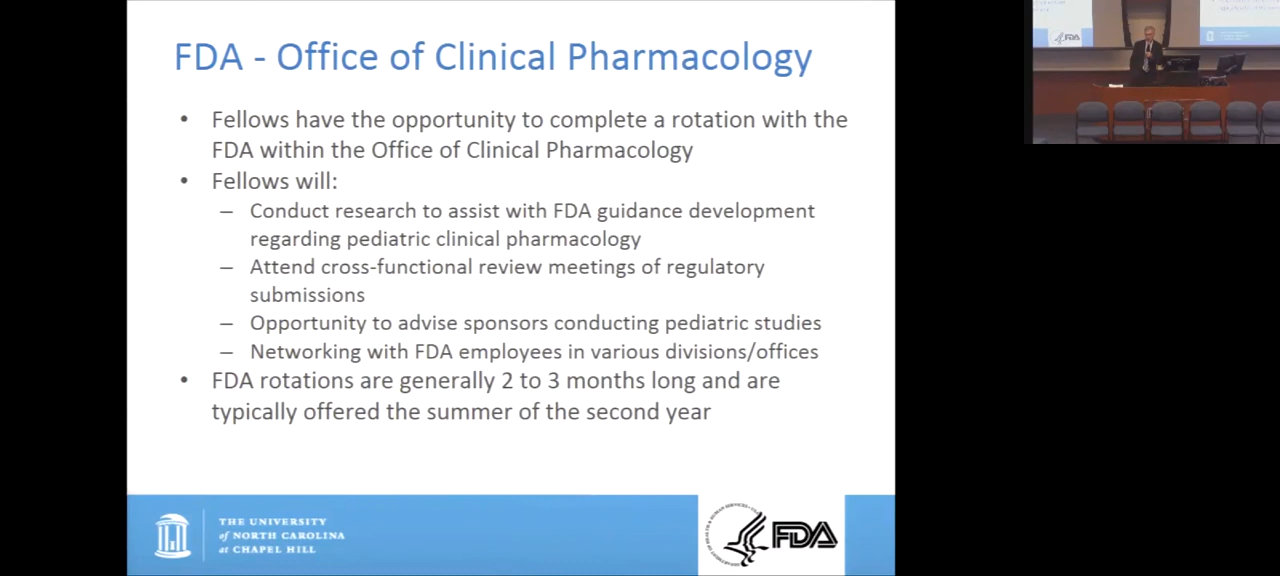 FDA - Office of Clinical Pharmacology
• Fellows have the opportunity to complete a rotation with the
FDA within the Office of Clinical Pharmacology
• Fellows will:
– Conduct research to assist with FDA guidance development
regarding pediatric clinical pharmacology
– Attend cross-functional review meetings of regulatory
submissions
– Opportunity to advise sponsors conducting pediatric studies
– Networking with FDA employees in various divisions/offices
• FDA rotations are generally 2 to 3 months long and are
typically offered the summer of the second year
THE UNIVERSITY
of NORTH CAROLINA
at CHAPEL HILL
FDA
FDA